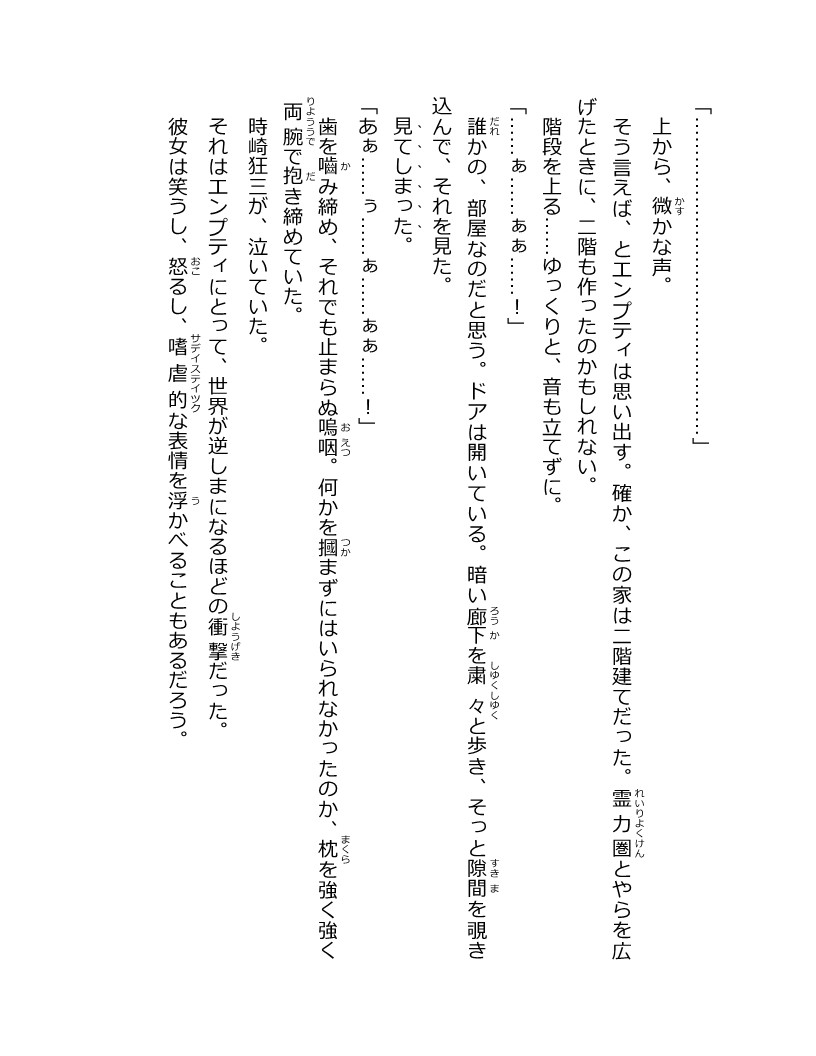 「………………………………………………」
上から、微かな声。
そう言えば、とエンプティは思い出す。確か、この家は二階建てだった。霊力圏とやらを広
げたときに、二階も作ったのかもしれない。
階段を上る……ゆっくりと、音も立てずに。
「……ぁ……ぁぁ……！」
誰かの、部屋なのだと思う。ドアは開いている。暗い廊下を粛々と歩き、そっと隙間を覗き
込んで、それを見た。
見てしまった。
「あぁ……ぅ……ぁ……ぁぁ……！」
歯を嚙み締め、それでも止まらぬ嗚咽。何かを摑まずにはいられなかったのか、枕を強く強く
両腕で抱き締めていた。
時崎狂三が、泣いていた。
それはエンプティにとって、世界が逆しまになるほどの衝撃だった。
彼女は笑うし、怒るし、嗜虐的な表情を浮かべることもあるだろう。